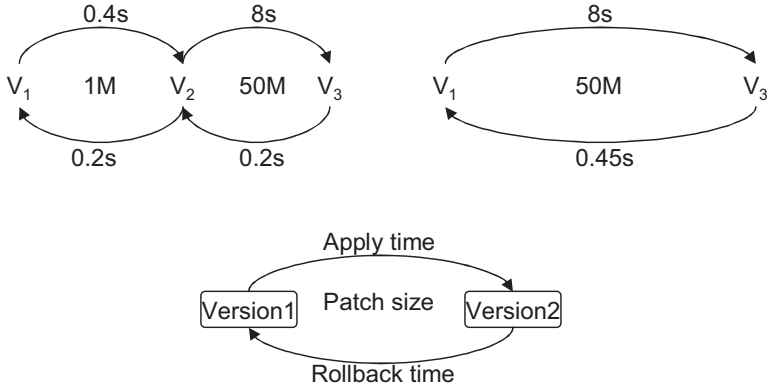 0.4s 8s 8s
V1 1M V2 50M V3 V1 50M V3
0.2s 0.2s 0.45s
Apply time
Version1 Patch size Version2
Rollback time